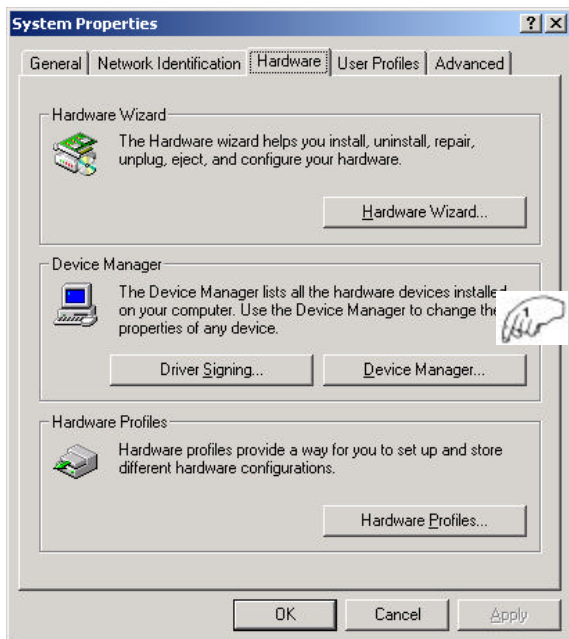 System Properties
General Network Identification Hardware User Profiles Advanced
Hardware Wizard
The Hardware wizard helps you install, uninstall, repair,
unplug, eject, and configure your hardware.
Hardware Wizard...
Device Manager
The Device Manager lists all the hardware devices installed
on your computer. Use the Device Manager to change the
properties of any device.
Driver Signing... Device Manager...
Hardware Profiles
Hardware profiles provide a way for you to set up and store
different hardware configurations.
Hardware Profiles...
OK Cancel Apply